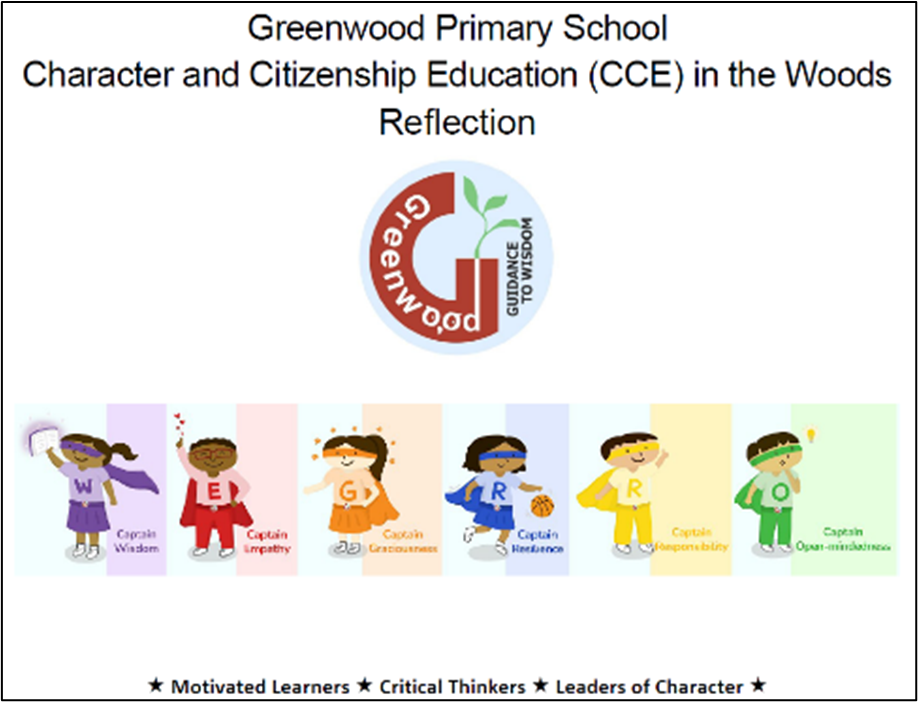 Greenwood Primary School
Character and Citizenship Education (CCE) in the Woods
Reflection
Greenwood
GUIDANCE
TO WISDOM
W
Captain
Wisdom
E
Captain
Empathy
G
Captain
Graciousness
R
Captain
Resilience
R
Captain
Responsibility
O
Captain
Open-mindedness
★ Motivated Learners ★ Critical Thinkers ★ Leaders of Character ★